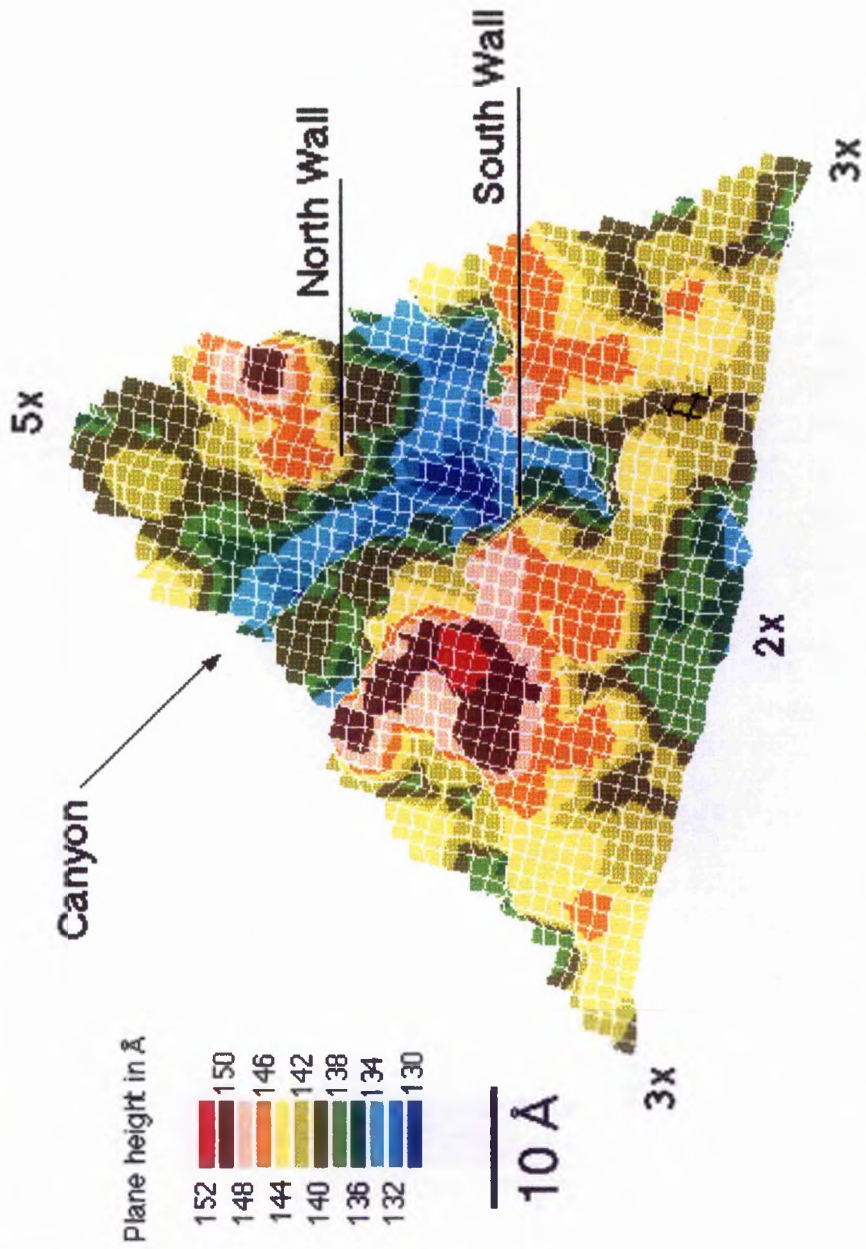 5x
Canyon
North Wall
South Wall
Plane height in Å
152
150
148
146
144
142
140
138
136
134
132
130
10 Å
3x
2x
3x